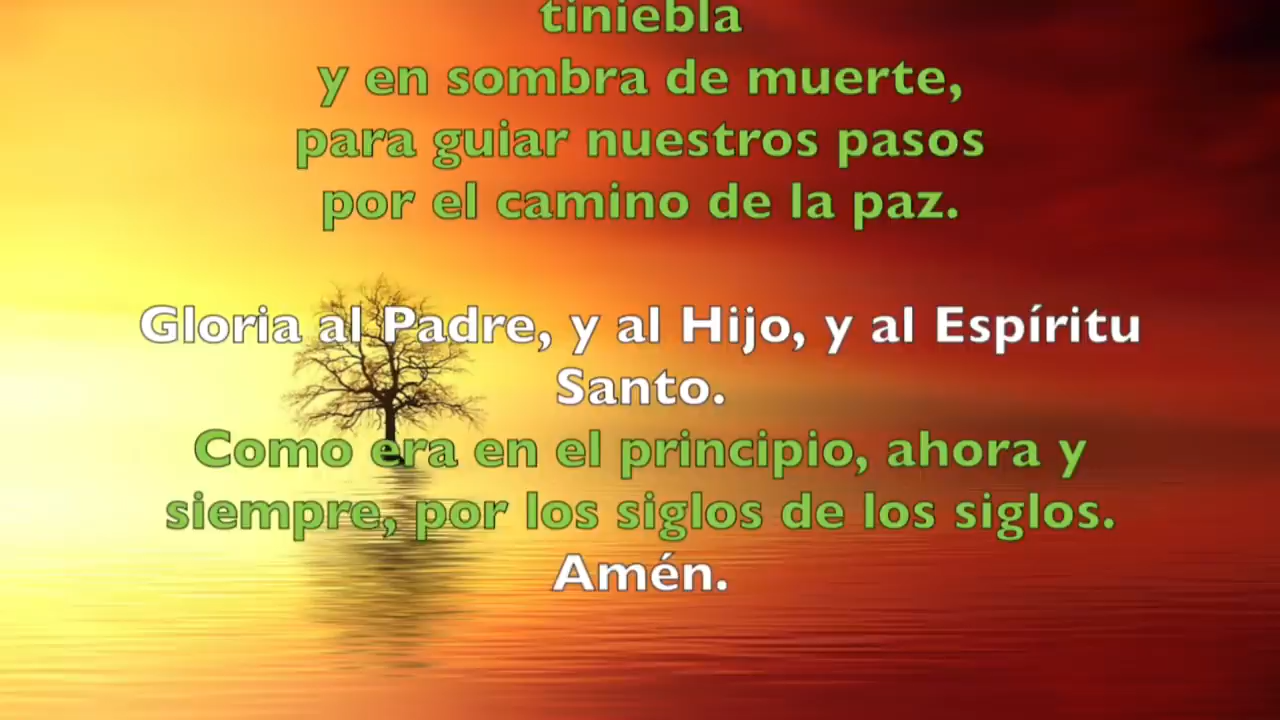 tiniebla
y en sombra de muerte,
para guiar nuestros pasos
por el camino de la paz.
Gloria al Padre, y al Hijo, y al Espíritu
Santo.
Como era en el principio, ahora y
siempre, por los siglos de los siglos.
Amén.